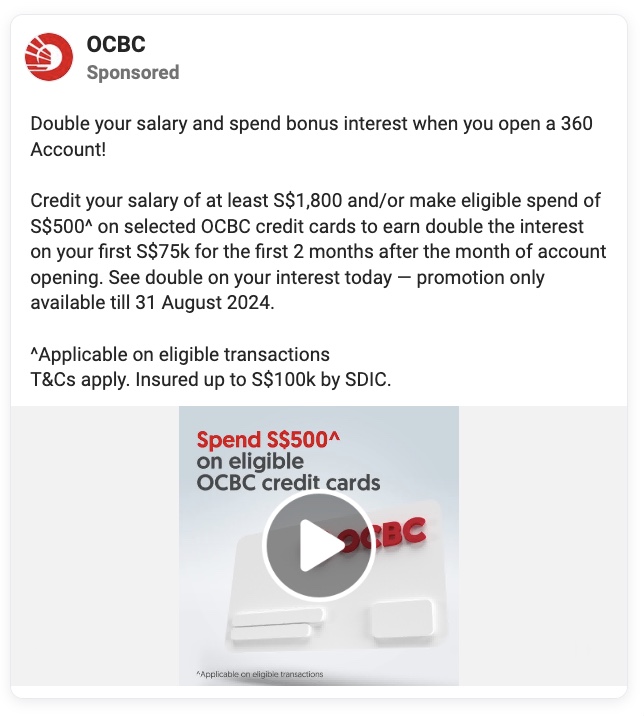 OCBC
Sponsored
Double your salary and spend bonus interest when you open a 360
Account!
Credit your salary of at least S$1,800 and/or make eligible spend of
S$500^ on selected OCBC credit cards to earn double the interest
on your first S$75k for the first 2 months after the month of account
opening. See double on your interest today — promotion only
available till 31 August 2024.
^Applicable on eligible transactions
T&Cs apply. Insured up to S$100k by SDIC.
Spend S$500^
on eligible
OCBC credit cards
OCBC
^Applicable on eligible transactions